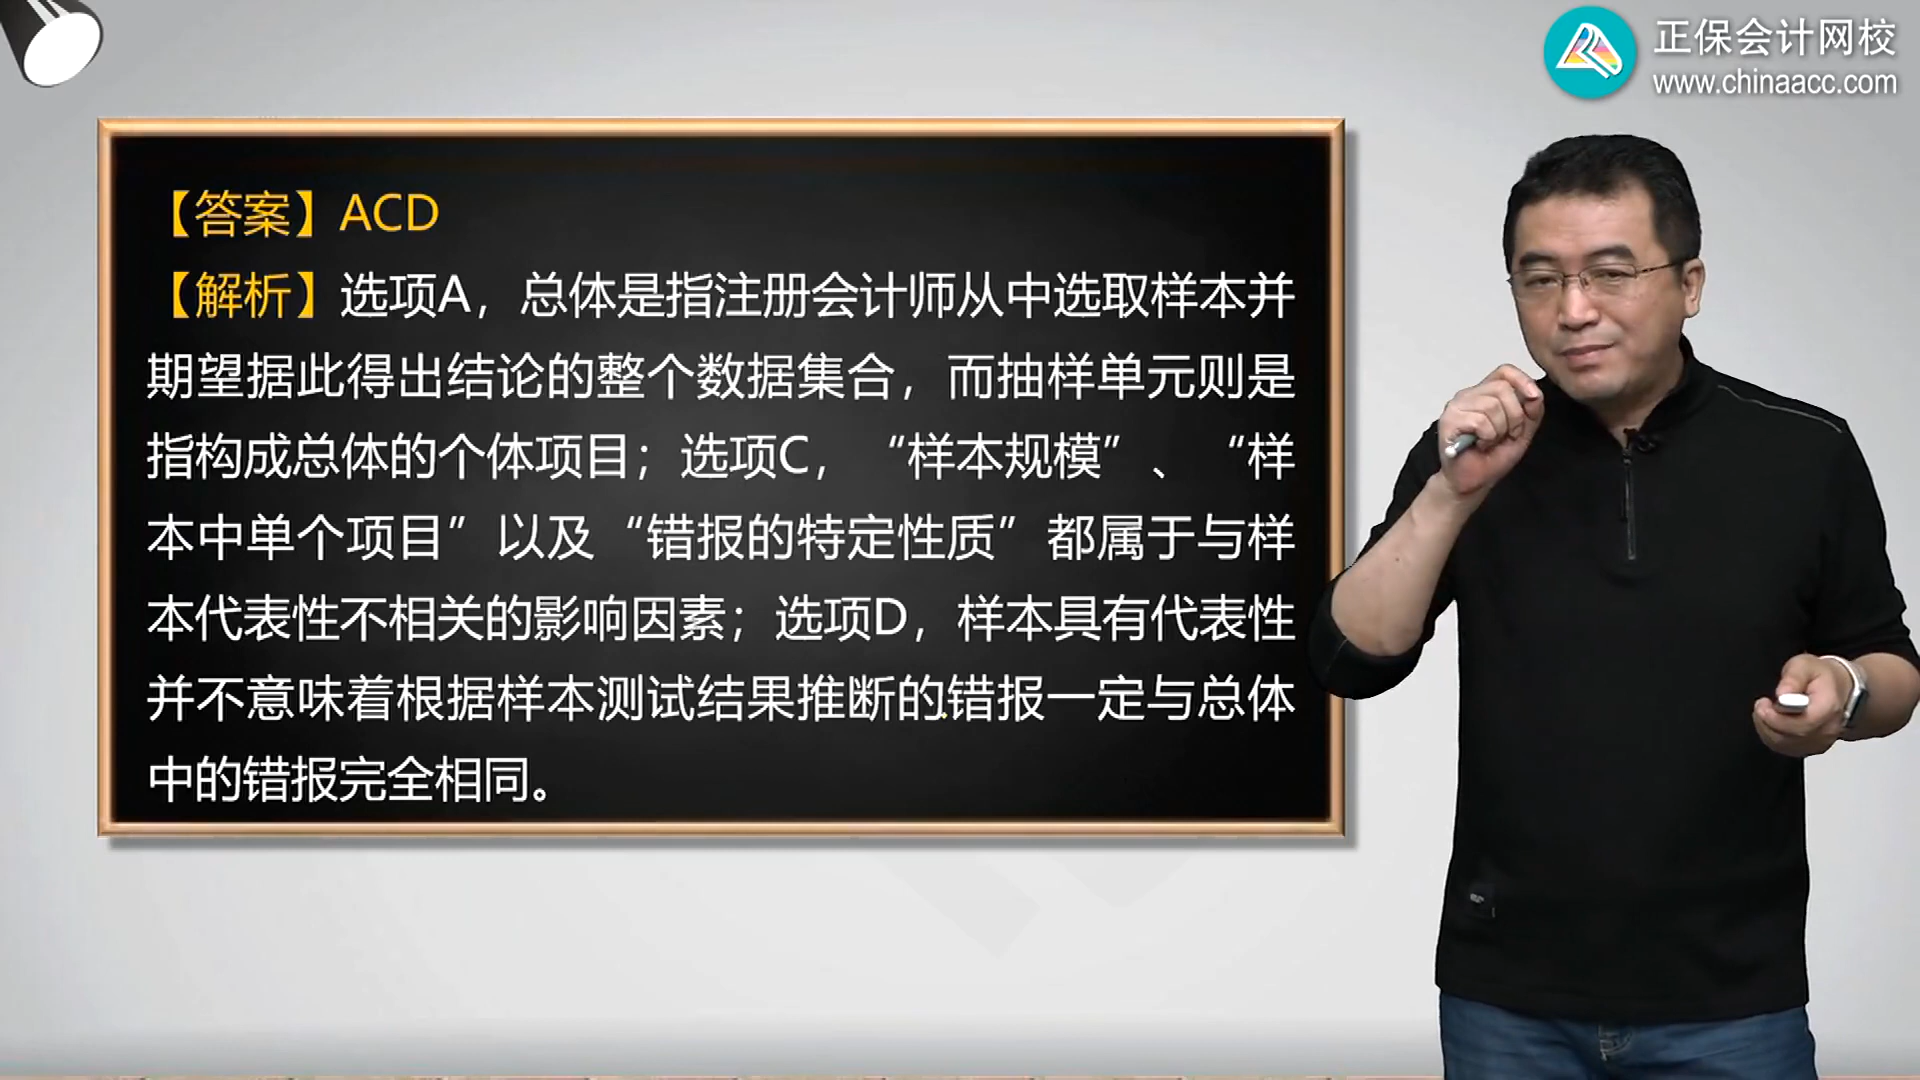 正保会计网校
www.chinaacc.com
【答案】ACD
【解析】选项A，总体是指注册会计师从中选取样本并
期望据此得出结论的整个数据集合，而抽样单元则是
指构成总体的个体项目；选项C，“样本规模”、“样
本中单个项目”以及“错报的特定性质”都属于与样
本代表性不相关的影响因素；选项D，样本具有代表性
并不意味着根据样本测试结果推断的错报一定与总体
中的错报完全相同。